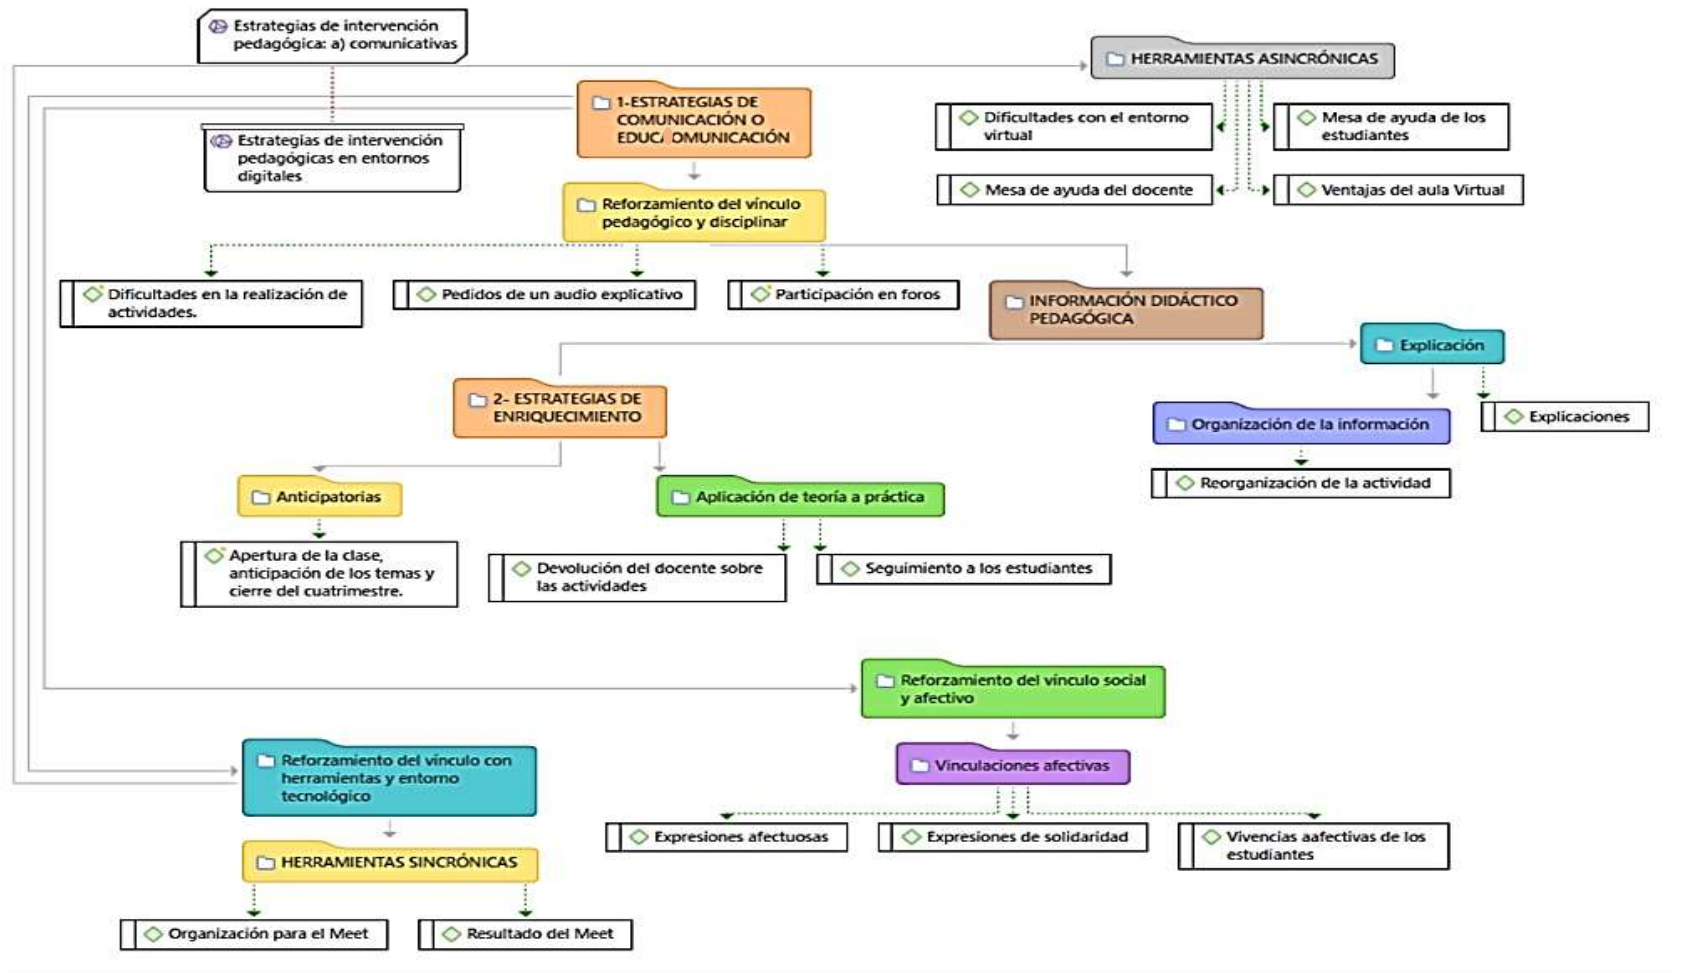 Estrategias de intervención
pedagógica: a) comunicativas
HERRAMIENTAS ASINCRÓNICAS
1-ESTRATEGIAS DE
COMUNICACIÓN O
EDUCACOMUNICACIÓN
Dificultades con el entorno
virtual
Mesa de ayuda de los
estudiantes
Estrategias de intervención
pedagógicas en entornos
digitales
Mesa de ayuda del docente
Ventajas del aula Virtual
Reforzamiento del vínculo
pedagógico y disciplinar
Dificultades en la realización de
actividades.
Pedidos de un audio explicativo
Participación en foros
INFORMACIÓN DIDÁCTICO
PEDAGÓGICA
Explicación
2- ESTRATEGIAS DE
ENRIQUECIMIENTO
Organización de la información
Explicaciones
Reorganización de la actividad
Anticipatorias
Aplicación de teoría a práctica
Apertura de la clase,
anticipación de los temas y
cierre del cuatrimestre.
Devolución del docente sobre
las actividades
Seguimiento a los estudiantes
Reforzamiento del vínculo social
y afectivo
Reforzamiento del vínculo con
herramientas y entorno
tecnológico
Vinculaciones afectivas
Expresiones afectuosas
Expresiones de solidaridad
Vivencias aafectivas de los
estudiantes
HERRAMIENTAS SINCRÓNICAS
Organización para el Meet
Resultado del Meet